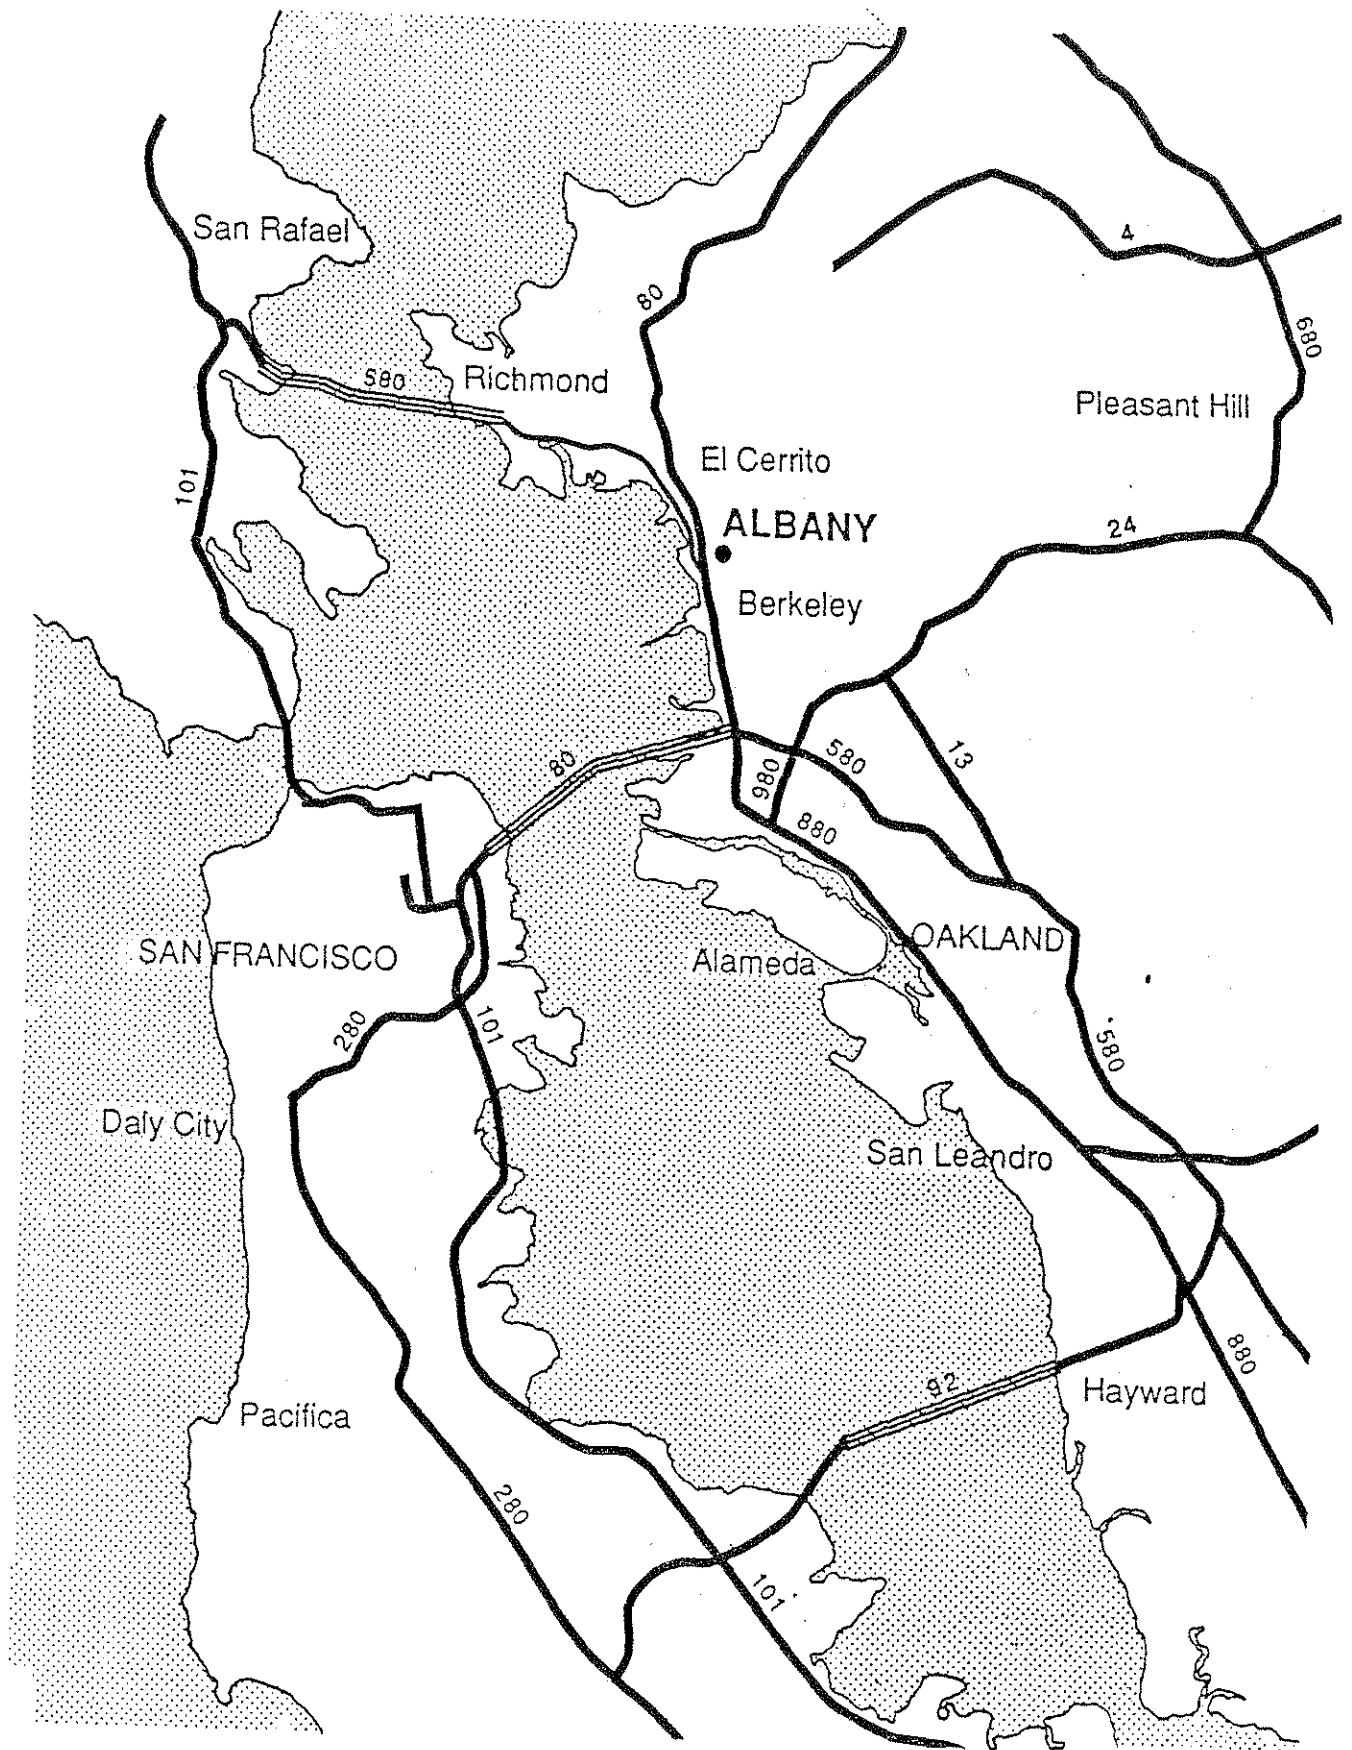 San Rafael
4
80
680
580
Richmond
Pleasant Hill
El Cerrito
101
ALBANY
24
Berkeley
80
980
580
13
880
SAN FRANCISCO
Alameda
OAKLAND
280
101
580
Daly City
San Leandro
880
92
Hayward
Pacifica
280
101